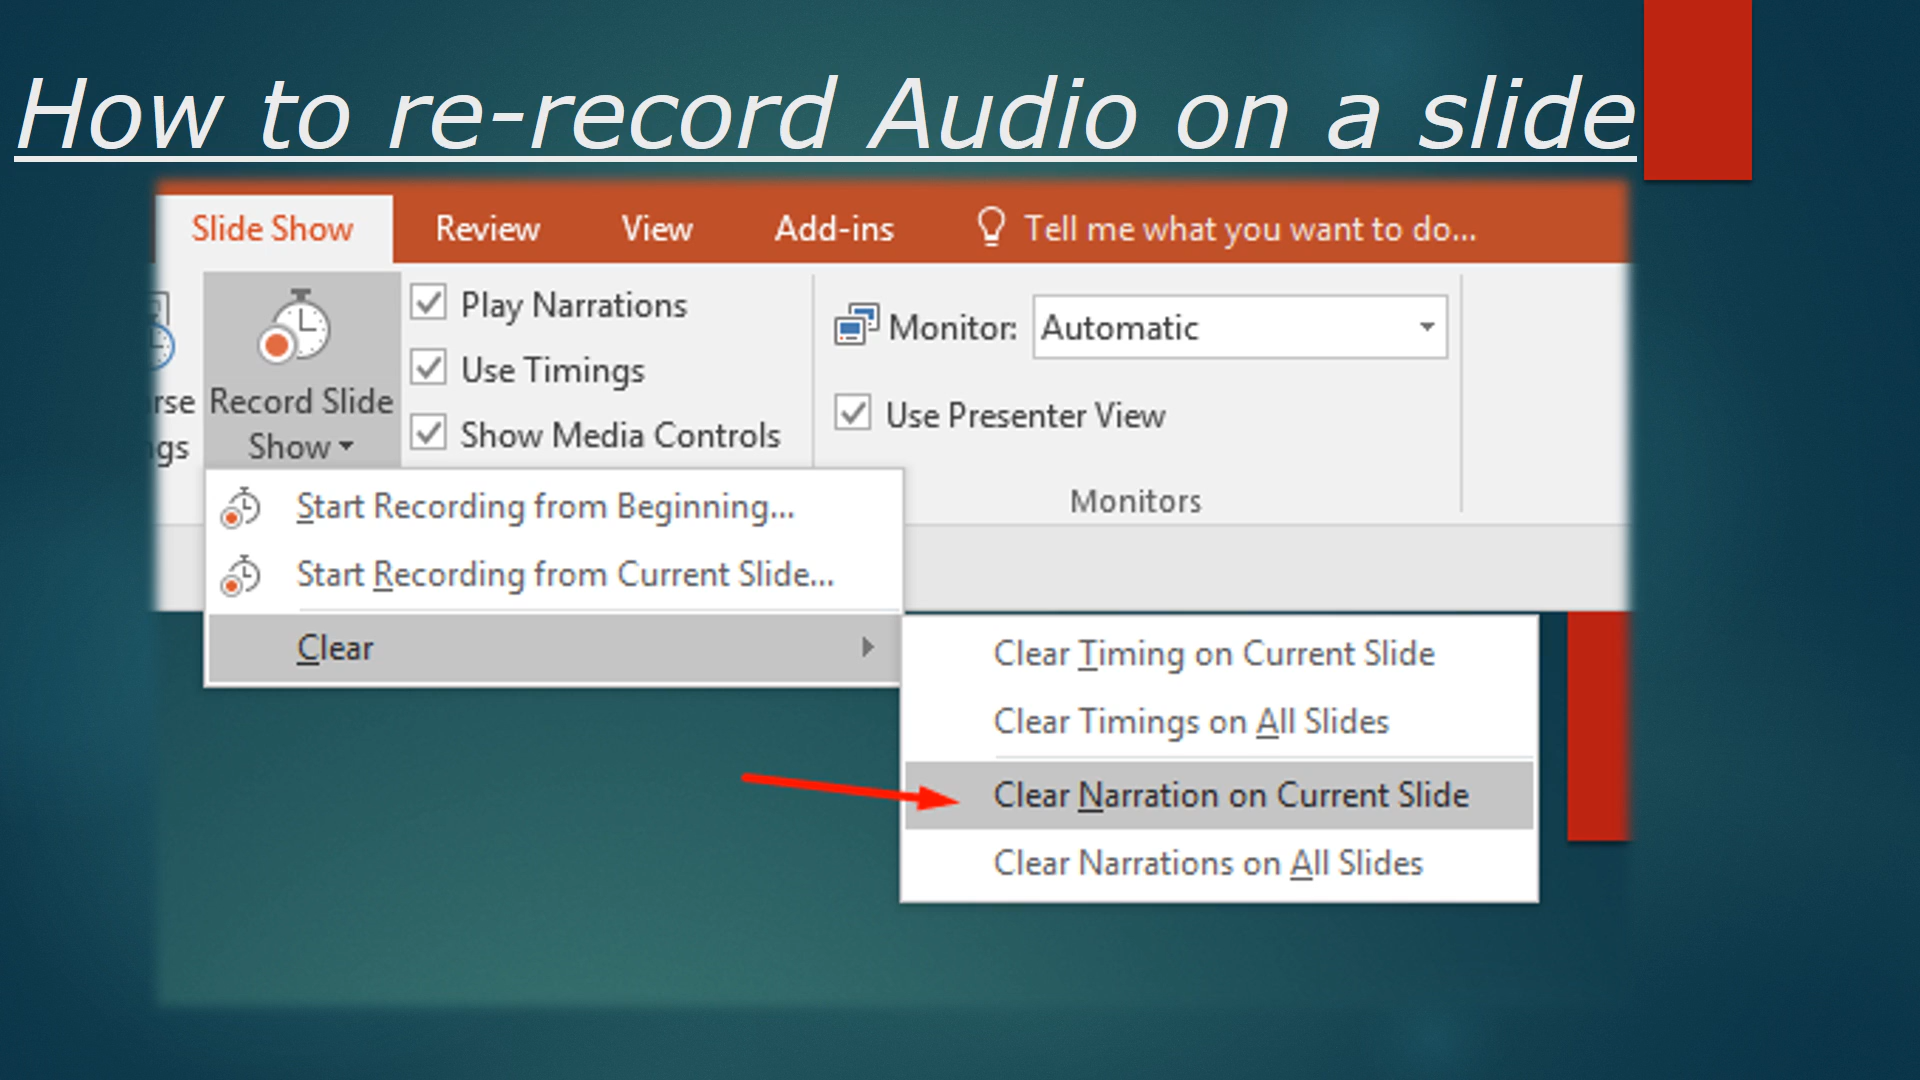 How to re-record Audio on a slide
Slide Show Review View Add-ins Tell me what you want to do...
Play Narrations
Use Timings
Show Media Controls
Record Slide
Show
rse
ngs
Monitor: Automatic
Use Presenter View
Monitors
Start Recording from Beginning...
Start Recording from Current Slide...
Clear
Clear Timing on Current Slide
Clear Timings on All Slides
Clear Narration on Current Slide
Clear Narrations on All Slides